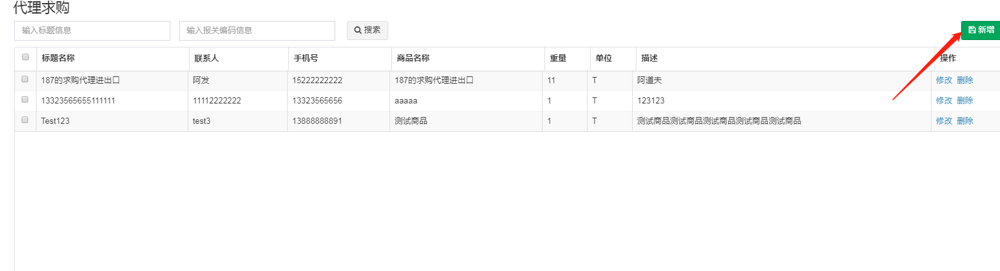 代理求购
输入标题信息 输入报关编码信息 搜索 新增
标题名称 联系人 手机号 商品名称 重量 单位 描述 操作
187的求购代理进出口 阿发 15222222222 187的求购代理进出口 11 T 阿道夫 修改 删除
13323565655111111 11112222222 13323565656 aaaaa 1 T 123123 修改 删除
Test123 test3 13888888891 测试商品 1 T 测试商品测试商品测试商品测试商品测试商品 修改 删除